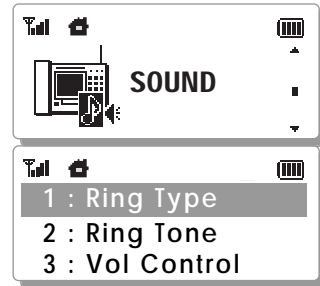 SOUND
1 : Ring Type
2 : Ring Tone
3 : Vol Control